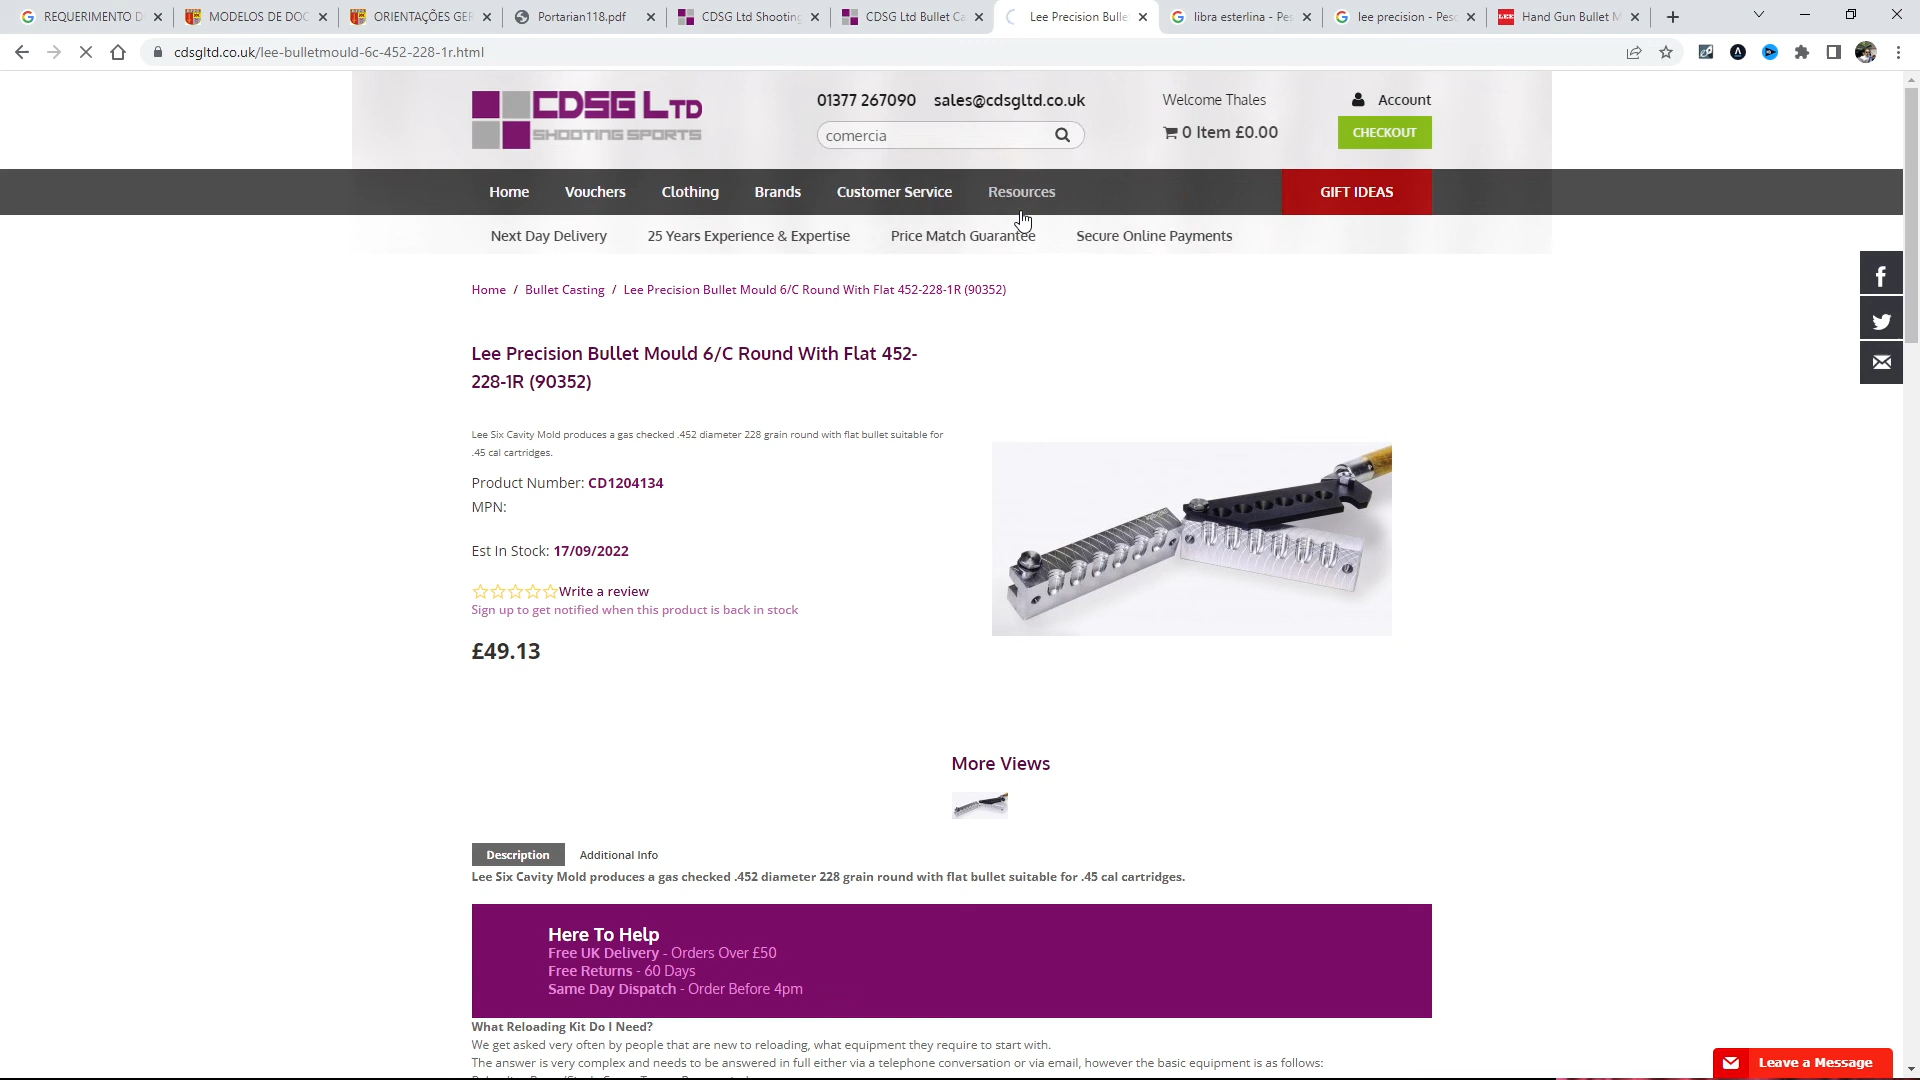 REQUERIMENTO D
MODELOS DE DOC
ORIENTAÇÕES GER
Portarian118.pdf
CDSG Ltd Shooting
CDSG Ltd Bullet Ca
Lee Precision Bulle
libra esterlina - Pes
lee precision - Pesq
Hand Gun Bullet M
cdsgltd.co.uk/lee-bulletmould-6c-452-228-1r.html
CDSG LTD
SHOOTING SPORTS
01377 267090 sales@cdsgltd.co.uk
comercia
Welcome Thales
0 Item £0.00
Account
CHECKOUT
Home Vouchers Clothing Brands Customer Service Resources GIFT IDEAS
Next Day Delivery 25 Years Experience & Expertise Price Match Guarantee Secure Online Payments
Home / Bullet Casting / Lee Precision Bullet Mould 6/C Round With Flat 452-228-1R (90352)
Lee Precision Bullet Mould 6/C Round With Flat 452-
228-1R (90352)
Lee Six Cavity Mold produces a gas checked .452 diameter 228 grain round with flat bullet suitable for
.45 cal cartridges.
Product Number: CD1204134
MPN:
Est In Stock: 17/09/2022
Write a review
Sign up to get notified when this product is back in stock
£49.13
More Views
Description Additional Info
Lee Six Cavity Mold produces a gas checked .452 diameter 228 grain round with flat bullet suitable for .45 cal cartridges.
Here To Help
Free UK Delivery - Orders Over £50
Free Returns - 60 Days
Same Day Dispatch - Order Before 4pm
What Reloading Kit Do I Need?
We get asked very often by people that are new to reloading, what equipment they require to start with.
The answer is very complex and needs to be answered in full either via a telephone conversation or via email, however the basic equipment is as follows:
Leave a Message